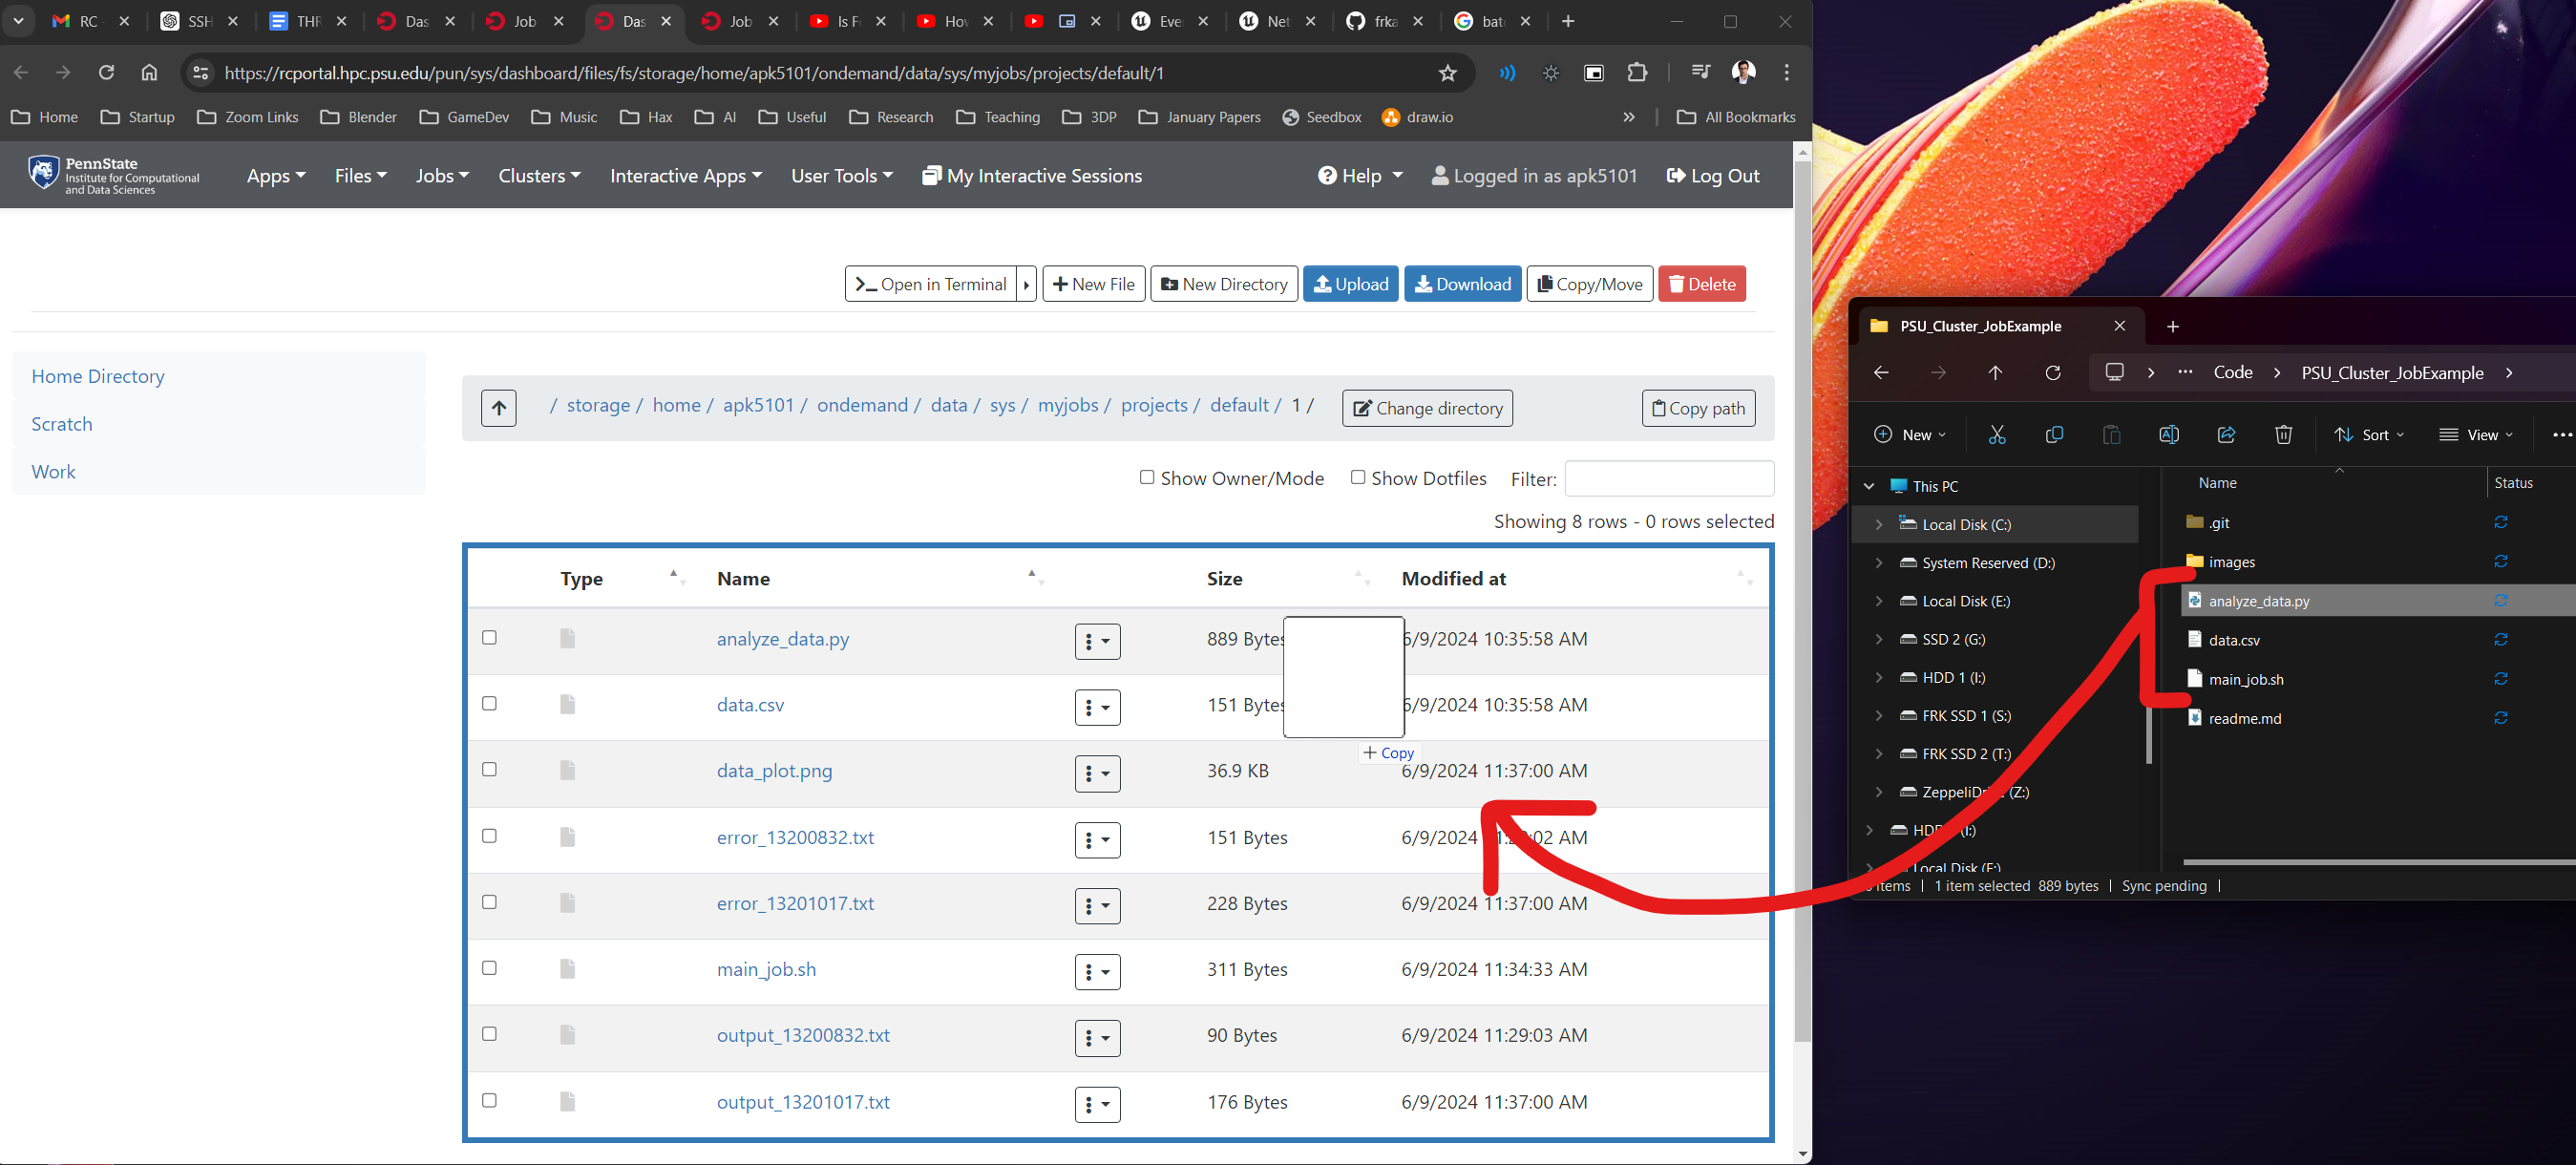 RC
SSH
THR
Das
Job
Das
Job
Is F
How
Eve
Net
frka
bat
https://rcportal.hpc.psu.edu/pun/sys/dashboard/files/fs/storage/home/apk5101/ondemand/data/sys/myjobs/projects/default/1
Home Startup Zoom Links Blender GameDev Music Hax AI Useful Research Teaching 3DP January Papers Seedbox draw.io » All Bookmarks
PennState
Institute for Computational
and Data Sciences
Apps Files Jobs Clusters Interactive Apps User Tools My Interactive Sessions Help Logged in as apk5101 Log Out
Open in Terminal New File New Directory Upload Download Copy/Move Delete
Home Directory
Scratch
Work
/ storage / home / apk5101 / ondemand / data / sys / myjobs / projects / default / 1 / Change directory Copy path
Show Owner/Mode Show Dotfiles Filter:
Showing 8 rows - 0 rows selected
Type Name Size Modified at
analyze_data.py 889 Bytes 6/9/2024 10:35:58 AM
data.csv 151 Bytes 6/9/2024 10:35:58 AM
+ Copy
data_plot.png 36.9 KB 6/9/2024 11:37:00 AM
error_13200832.txt 151 Bytes 6/9/2024 :02 AM
error_13201017.txt 228 Bytes 6/9/2024 11:37:00 AM
main_job.sh 311 Bytes 6/9/2024 11:34:33 AM
output_13200832.txt 90 Bytes 6/9/2024 11:29:03 AM
output_13201017.txt 176 Bytes 6/9/2024 11:37:00 AM
PSU_Cluster_JobExample
Code > PSU_Cluster_JobExample >
New Sort View
This PC
Local Disk (C:)
System Reserved (D:)
Local Disk (E:)
SSD 2 (G:)
HDD 1 (I:)
FRK SSD 1 (S:)
FRK SSD 2 (T:)
(Z:)
(I:)
Local Disk (E:)
Name Status
.git
images
analyze_data.py
data.csv
main_job.sh
readme.md
items 1 item selected 889 bytes Sync pending